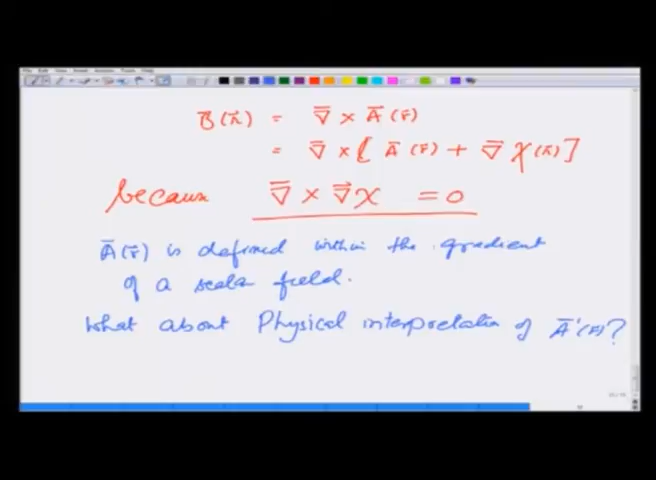 B⃗(r⃗) = ∇⃗ × A⃗(r⃗)
= ∇⃗ × [ A⃗(r⃗) + ∇⃗ χ(r⃗) ]
because ∇⃗ × ∇⃗χ = 0
A⃗(r⃗) is defined within the gradient
of a scalar field.
What about Physical interpretation of A⃗(r⃗)?